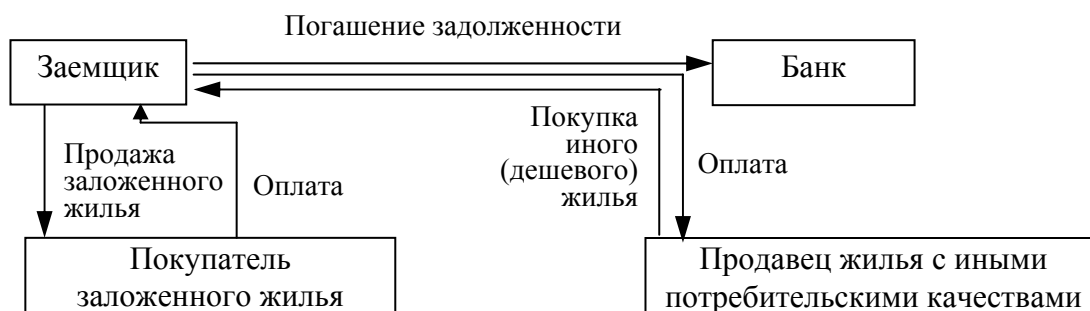 Погашение задолженности
Заемщик
Банк
Продажа
заложенного
жилья
Оплата
Покупка
иного
(дешевого)
жилья
Оплата
Покупатель
заложенного жилья
Продавец жилья с иными
потребительскими качествами